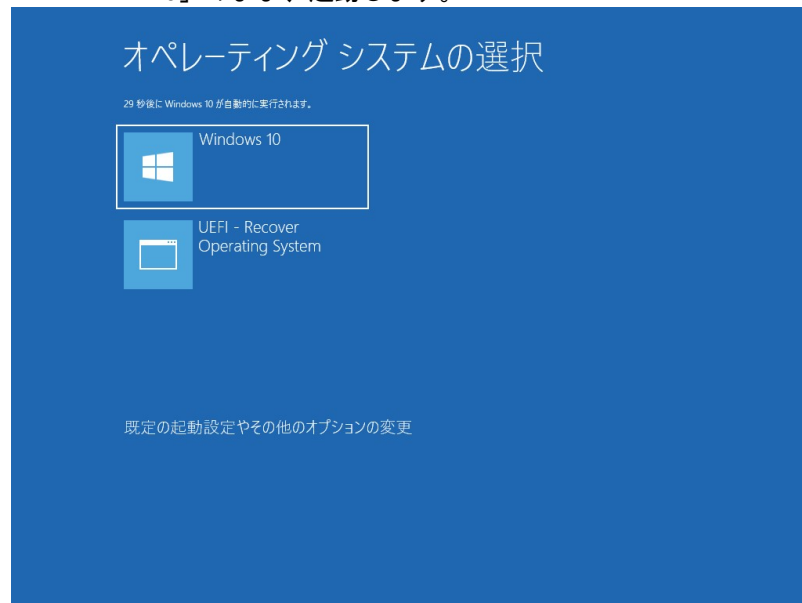 オペレーティング システムの選択
29 秒後に Windows 10 が自動的に実行されます。
Windows 10
UEFI - Recover
Operating System
既定の起動設定やその他のオプションの変更